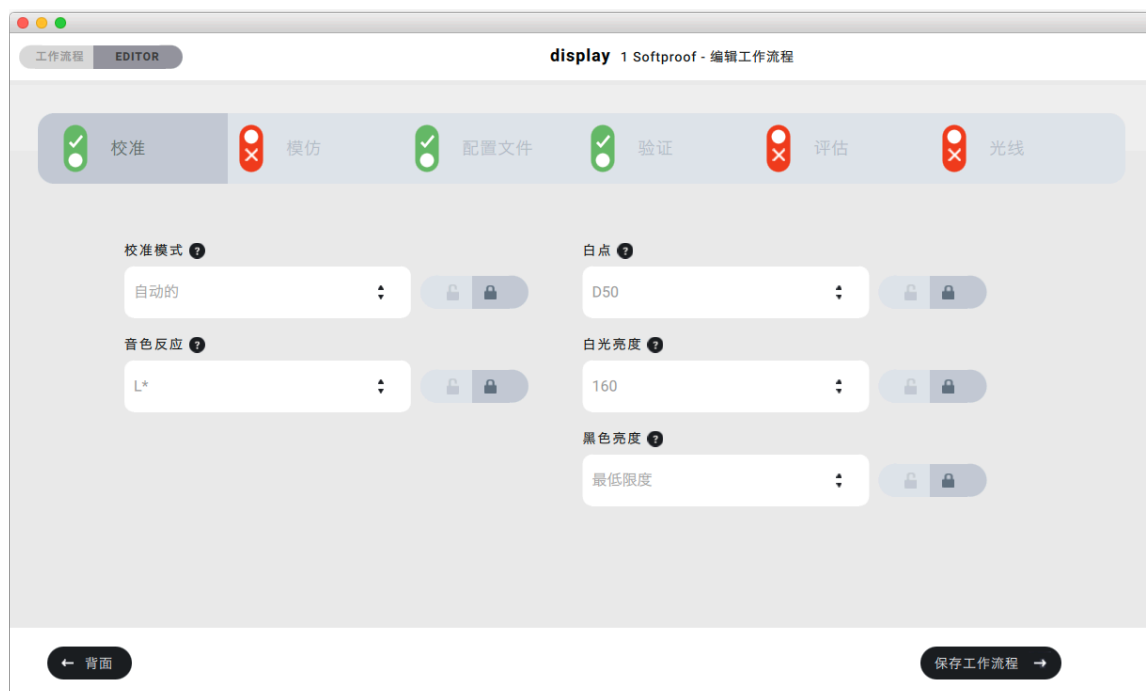 工作流程 EDITOR display 1 Softproof - 编辑工作流程
校准 模仿 配置文件 验证 评估 光线
校准模式 ? 白点 ?
自动的 D50
音色反应 ? 白光亮度 ?
L* 160
黑色亮度 ?
最低限度
← 背面 保存工作流程 →